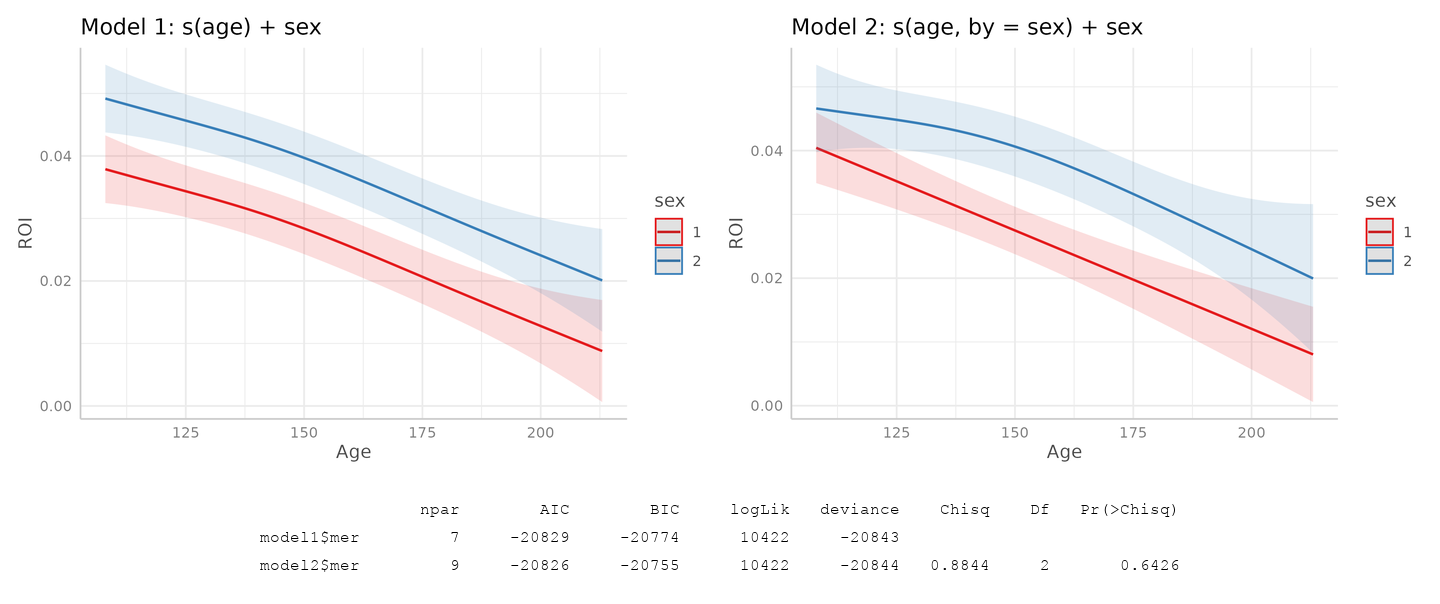 Model 1: s(age) + sex
ROI
0.04
0.02
0.00
125 150 175 200
Age
sex
1
2
Model 2: s(age, by = sex) + sex
ROI
0.04
0.02
0.00
125 150 175 200
Age
sex
1
2
npar AIC BIC logLik deviance Chisq Df Pr(>Chisq)
model1$mer 7 -20829 -20774 10422 -20843
model2$mer 9 -20826 -20755 10422 -20844 0.8844 2 0.6426